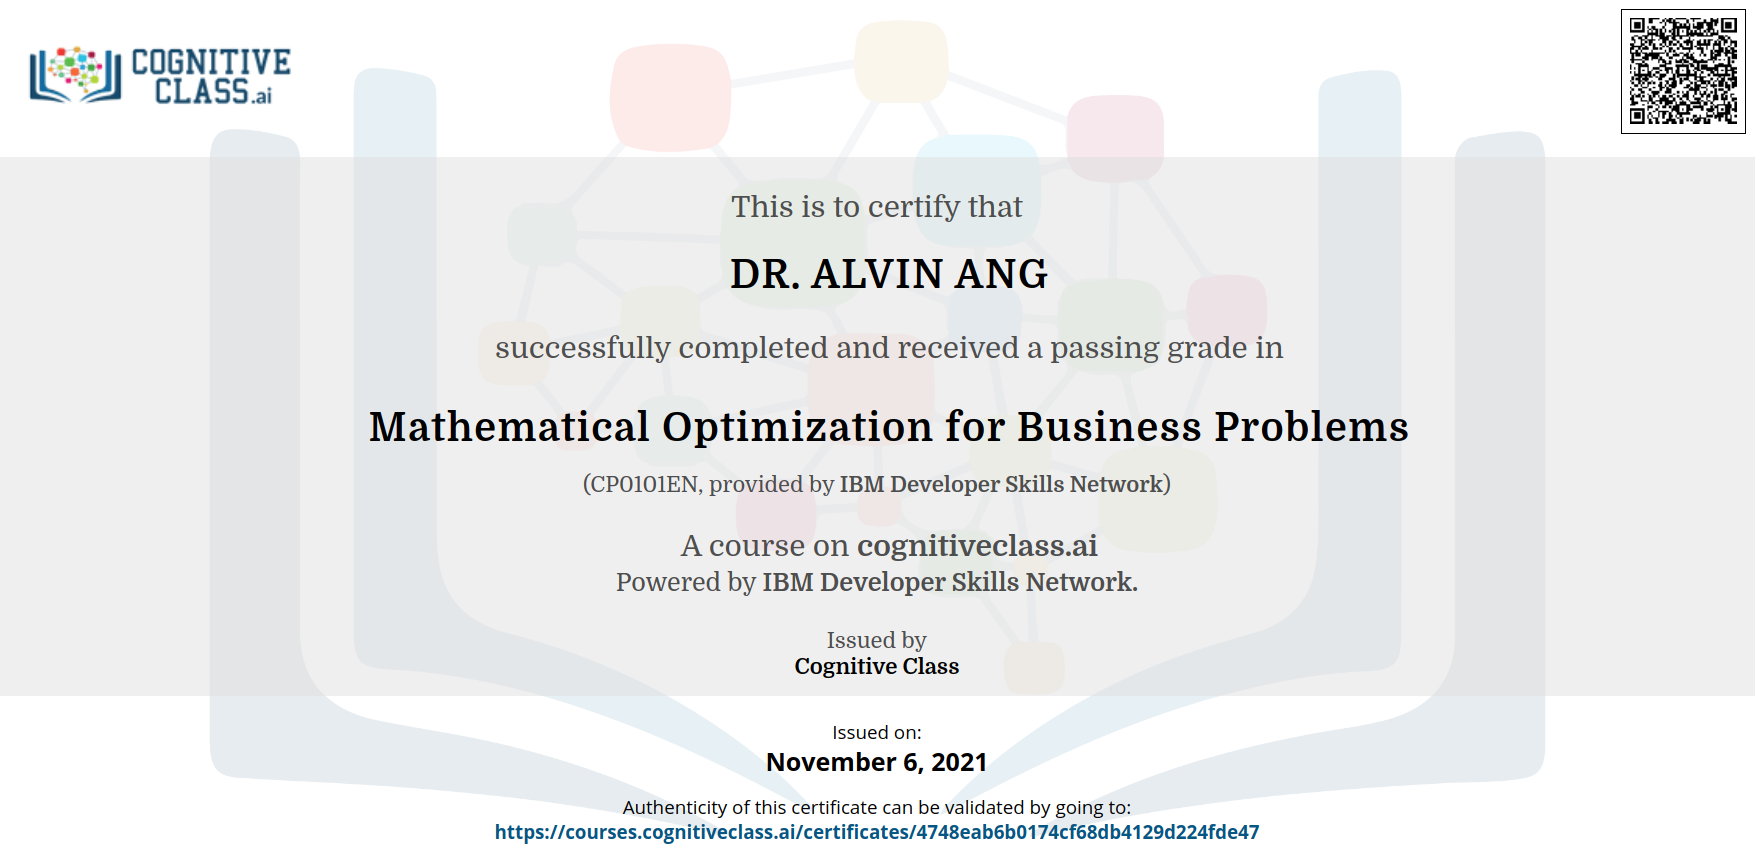 COGNITIVE
CLASS.ai
This is to certify that
DR. ALVIN ANG
successfully completed and received a passing grade in
Mathematical Optimization for Business Problems
(CP0101EN, provided by IBM Developer Skills Network)
A course on cognitiveclass.ai
Powered by IBM Developer Skills Network.
Issued by
Cognitive Class
Issued on:
November 6, 2021
Authenticity of this certificate can be validated by going to:
https://courses.cognitiveclass.ai/certificates/4748eab6b0174cf68db4129d224fde47